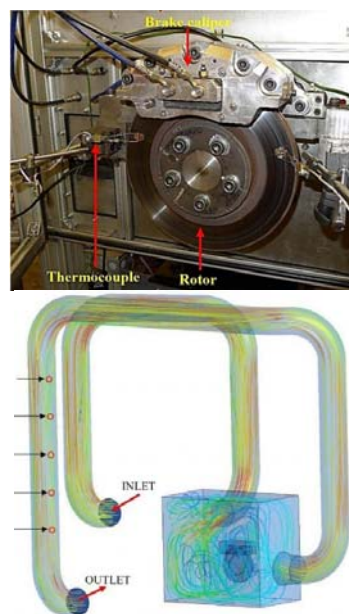 Brake caliper
Thermocouple
Rotor
INLET
OUTLET